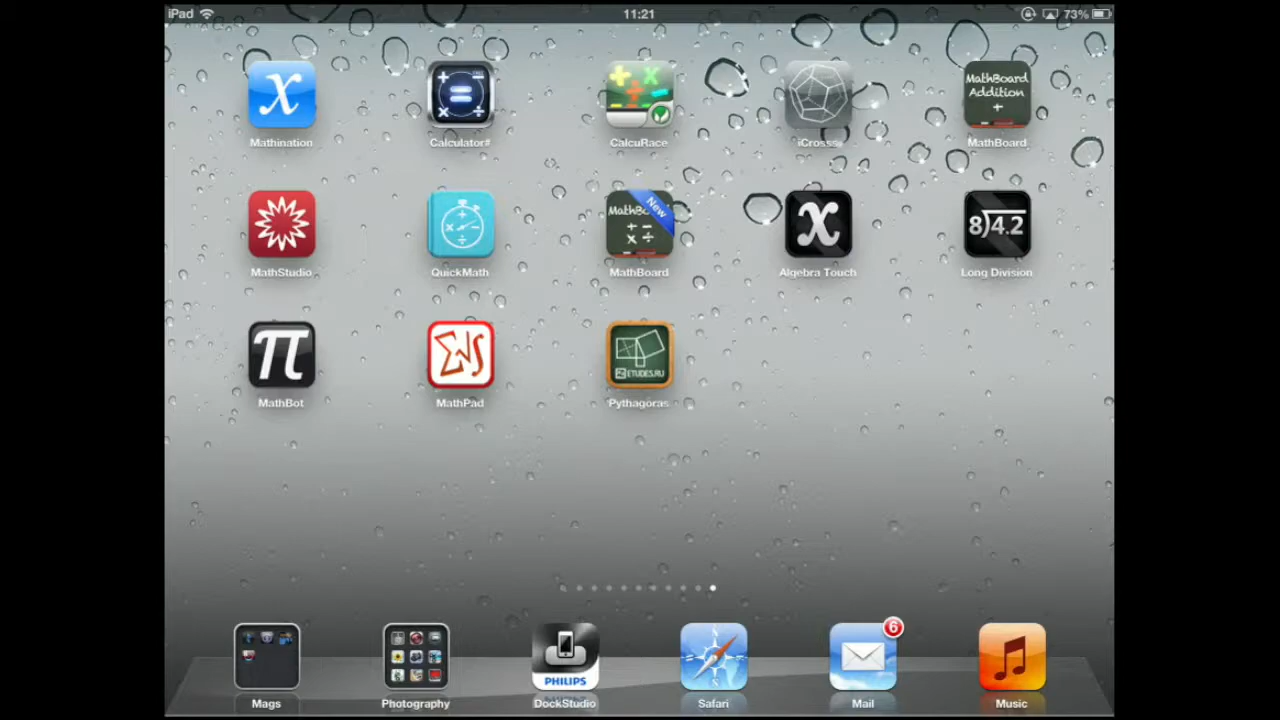 iPad 11:21 73%
MathBoard
Addition
Mathination Calculator# CalcuRace iCross MathBoard
New
8)4.2
MathStudio QuickMath MathBoard Algebra Touch Long Division
π
ETUDES.RU
MathBot MathPad Pythagoras
6
PHILIPS
Mags Photography DockStudio Safari Mail Music